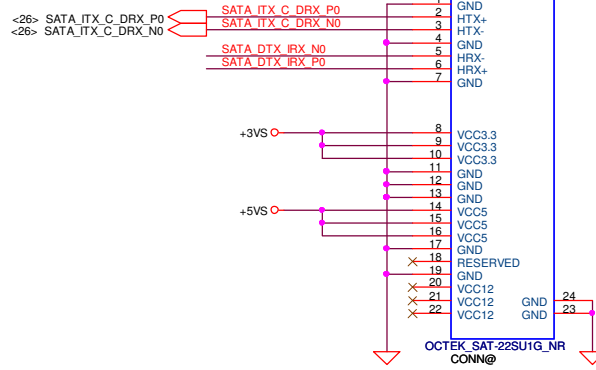 1 GND
<26> SATA_ITX_C_DRX_P0 SATA_ITX_C_DRX_P0 2 HTX+
<26> SATA_ITX_C_DRX_N0 SATA_ITX_C_DRX_N0 3 HTX-
4 GND
SATA_DTX_IRX_N0 5 HRX-
SATA_DTX_IRX_P0 6 HRX+
7 GND
+3VS 8 VCC3.3
9 VCC3.3
10 VCC3.3
11 GND
12 GND
13 GND
+5VS 14 VCC5
15 VCC5
16 VCC5
17 GND
18 RESERVED
19 GND
20 VCC12
21 VCC12 GND 24
22 VCC12 GND 23
OCTEK_SAT-22SU1G_NR
CONN@